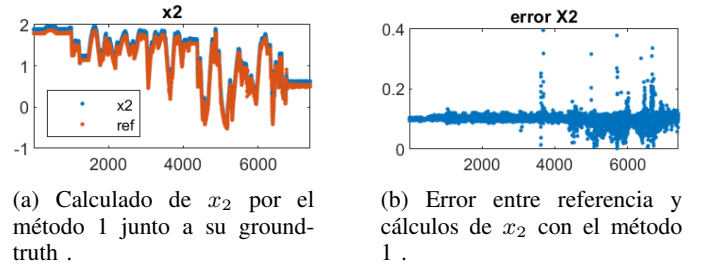 x2
2
1
0
-1
2000
4000
6000
x2
ref
(a) Calculado de x₂ por el
método 1 junto a su ground-
truth .
error X2
0.4
0.2
0
2000
4000
6000
(b) Error entre referencia y
cálculos de x₂ con el método
1 .